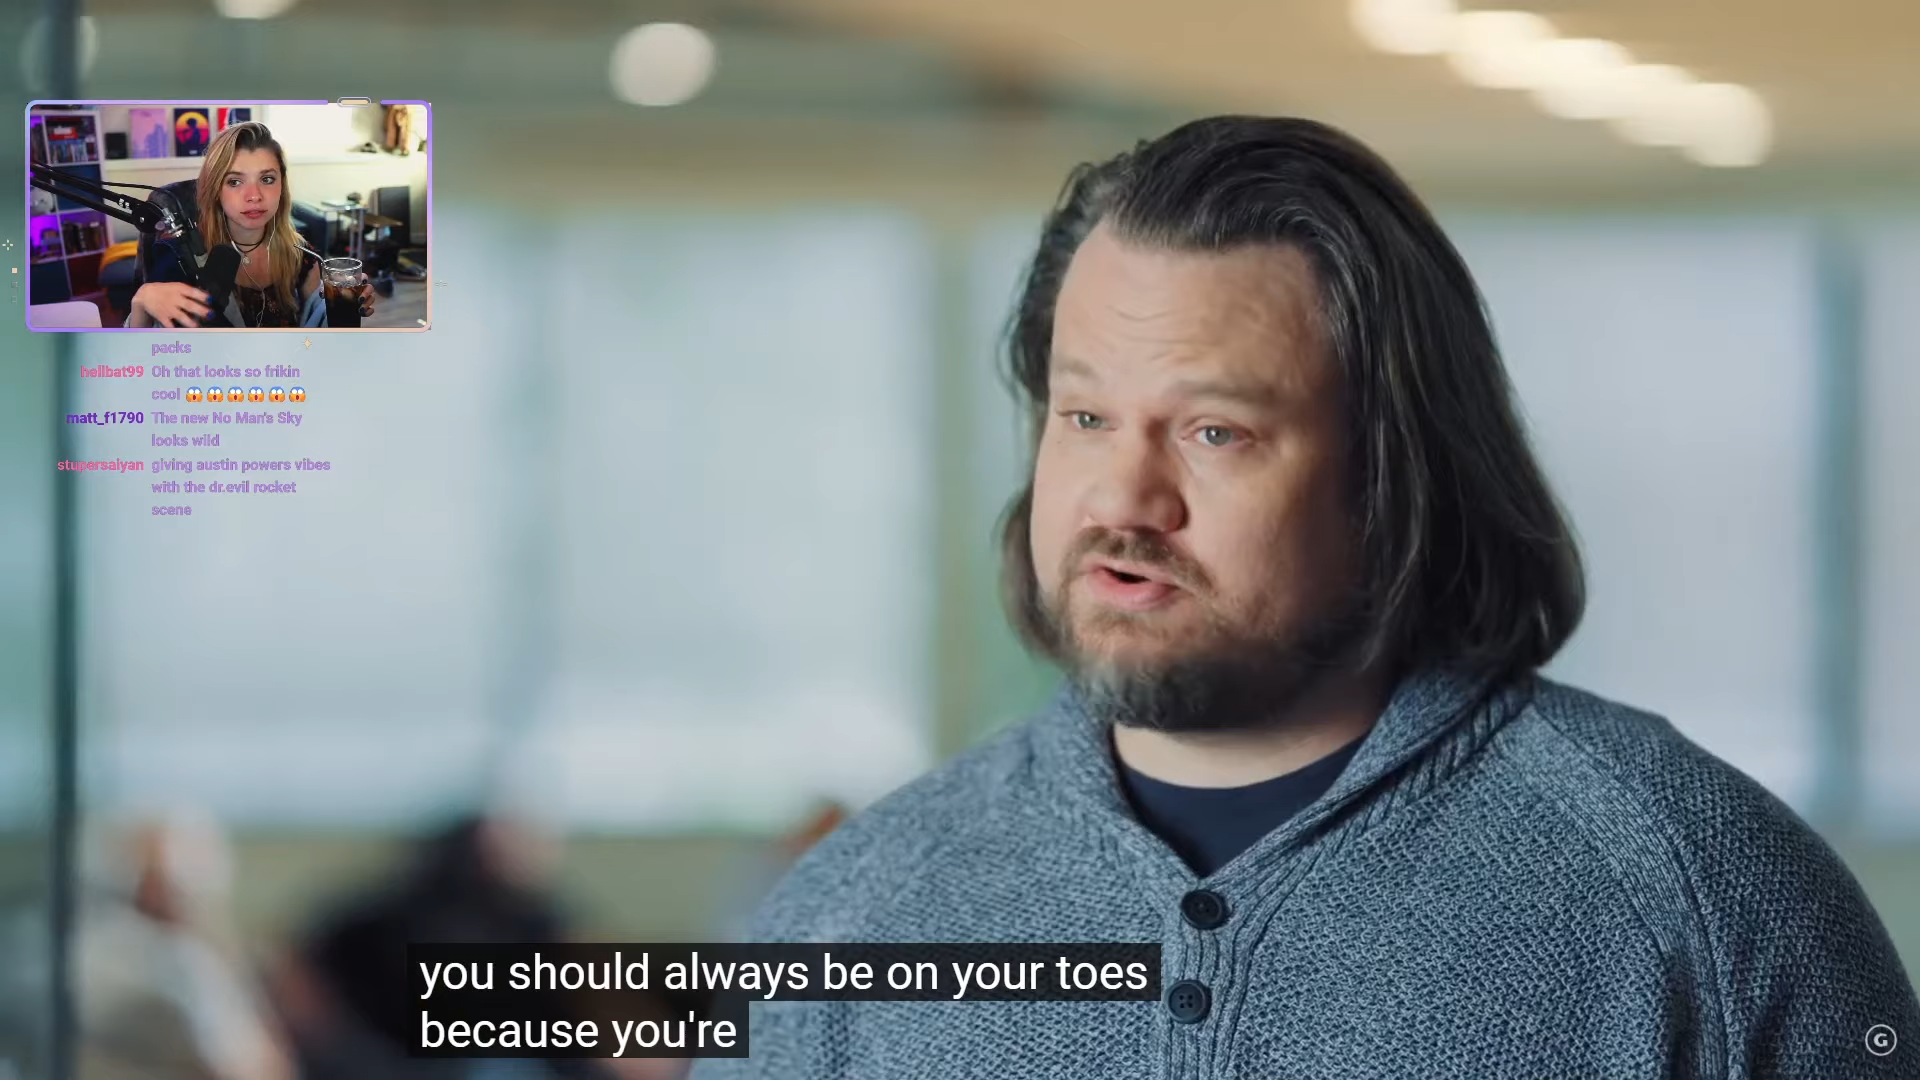 packs
hellbat99 Oh that looks so frikin
cool 😱😱😱😱😱😱
matt_f1790 The new No Man's Sky
looks wild
stupersaiyan giving austin powers vibes
with the dr.evil rocket
scene
you should always be on your toes
because you're
G